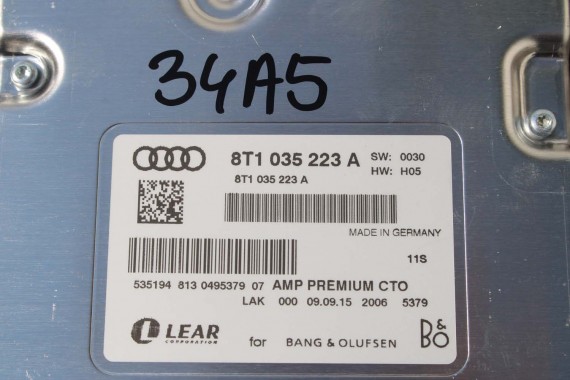 34A5
8T1 035 223 A SW: 0030
8T1 035 223 A HW: H05
MADE IN GERMANY
11S
535194 813 0495379 07 AMP PREMIUM CTO
LAK 000 09.09.15 2006 5379
LEAR for BANG & OLUFSEN B&O
CORPORATION